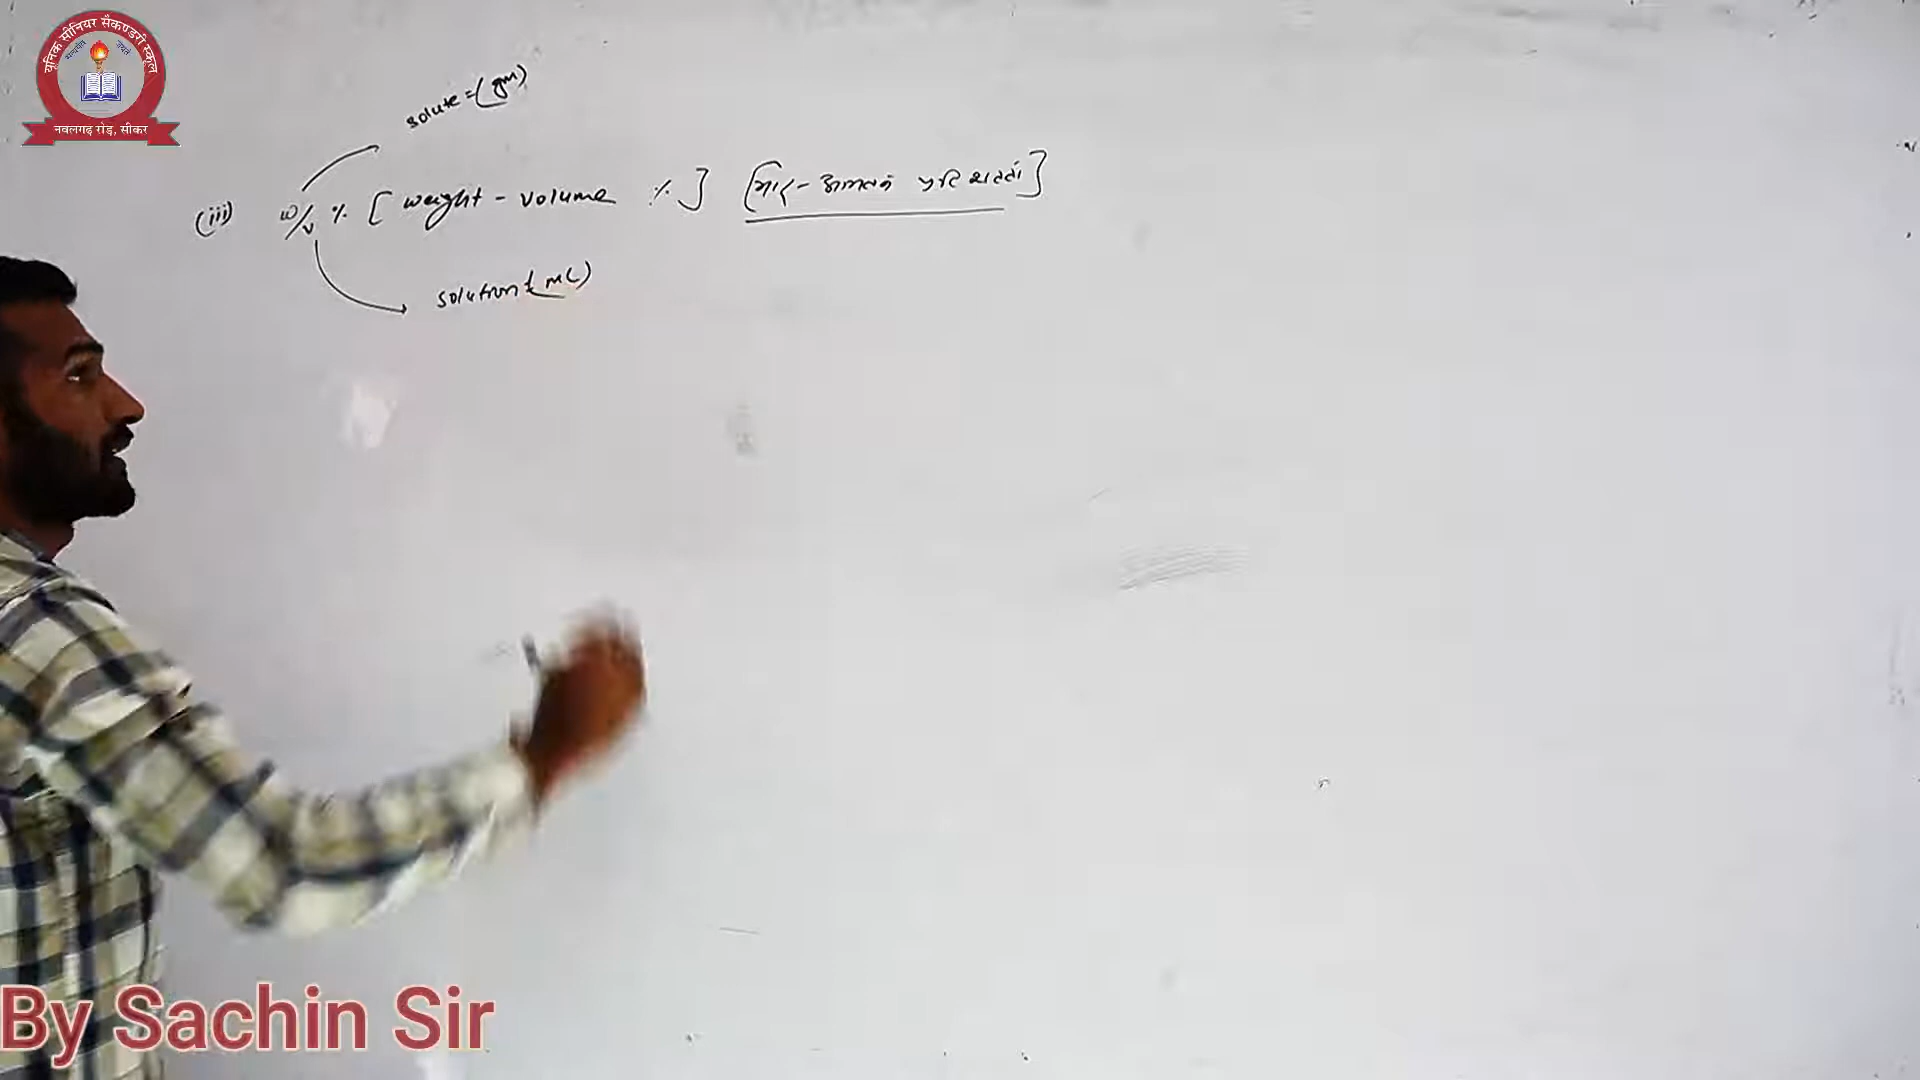 यूनिक सीनियर सैकण्डरी स्कूल
नवलगढ़ रोड़, सीकर
solute = (gm)
(iii) w/v % [ weight - volume % ] [भार - आयतन प्रतिशतता]
solution (ml)
By Sachin Sir